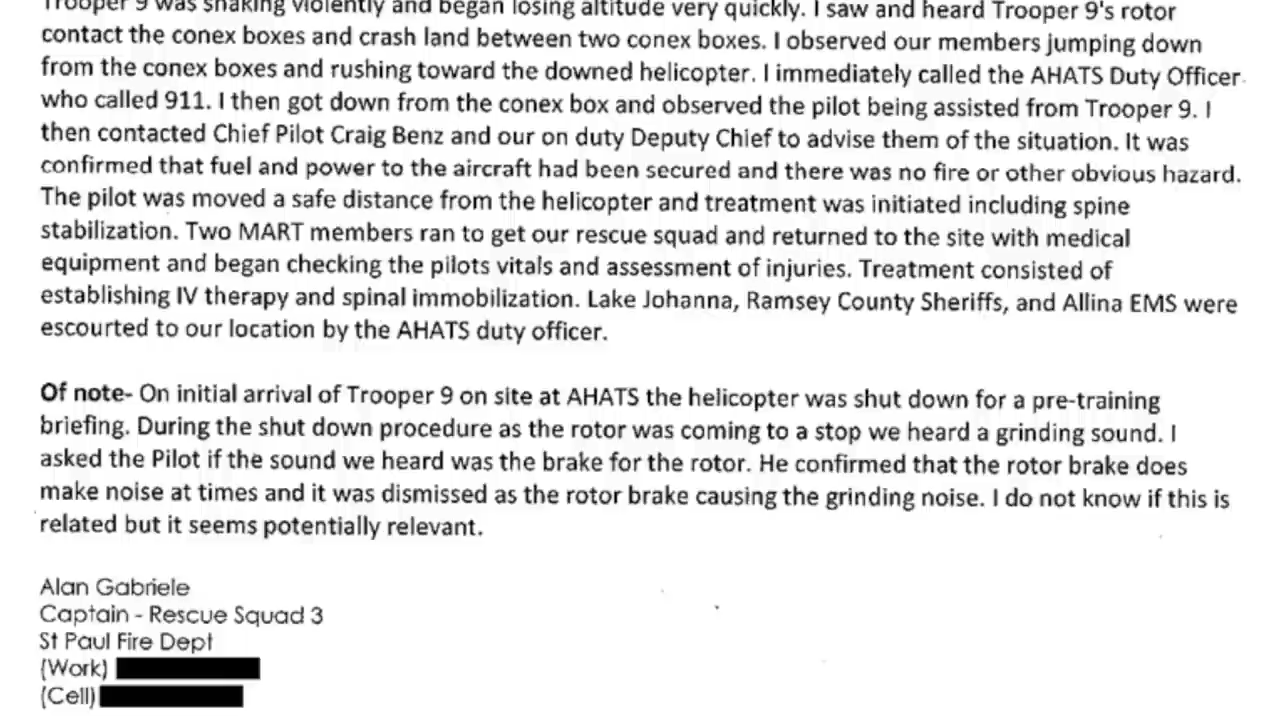 Trooper 9 was shaking violently and began losing altitude very quickly. I saw and heard Trooper 9's rotor
contact the conex boxes and crash land between two conex boxes. I observed our members jumping down
from the conex boxes and rushing toward the downed helicopter. I immediately called the AHATS Duty Officer
who called 911. I then got down from the conex box and observed the pilot being assisted from Trooper 9. I
then contacted Chief Pilot Craig Benz and our on duty Deputy Chief to advise them of the situation. It was
confirmed that fuel and power to the aircraft had been secured and there was no fire or other obvious hazard.
The pilot was moved a safe distance from the helicopter and treatment was initiated including spine
stabilization. Two MART members ran to get our rescue squad and returned to the site with medical
equipment and began checking the pilots vitals and assessment of injuries. Treatment consisted of
establishing IV therapy and spinal immobilization. Lake Johanna, Ramsey County Sheriffs, and Allina EMS were
escourted to our location by the AHATS duty officer.
Of note- On initial arrival of Trooper 9 on site at AHATS the helicopter was shut down for a pre-training
briefing. During the shut down procedure as the rotor was coming to a stop we heard a grinding sound. I
asked the Pilot if the sound we heard was the brake for the rotor. He confirmed that the rotor brake does
make noise at times and it was dismissed as the rotor brake causing the grinding noise. I do not know if this is
related but it seems potentially relevant.
Alan Gabriele
Captain - Rescue Squad 3
St Paul Fire Dept
(Work)
(Cell)